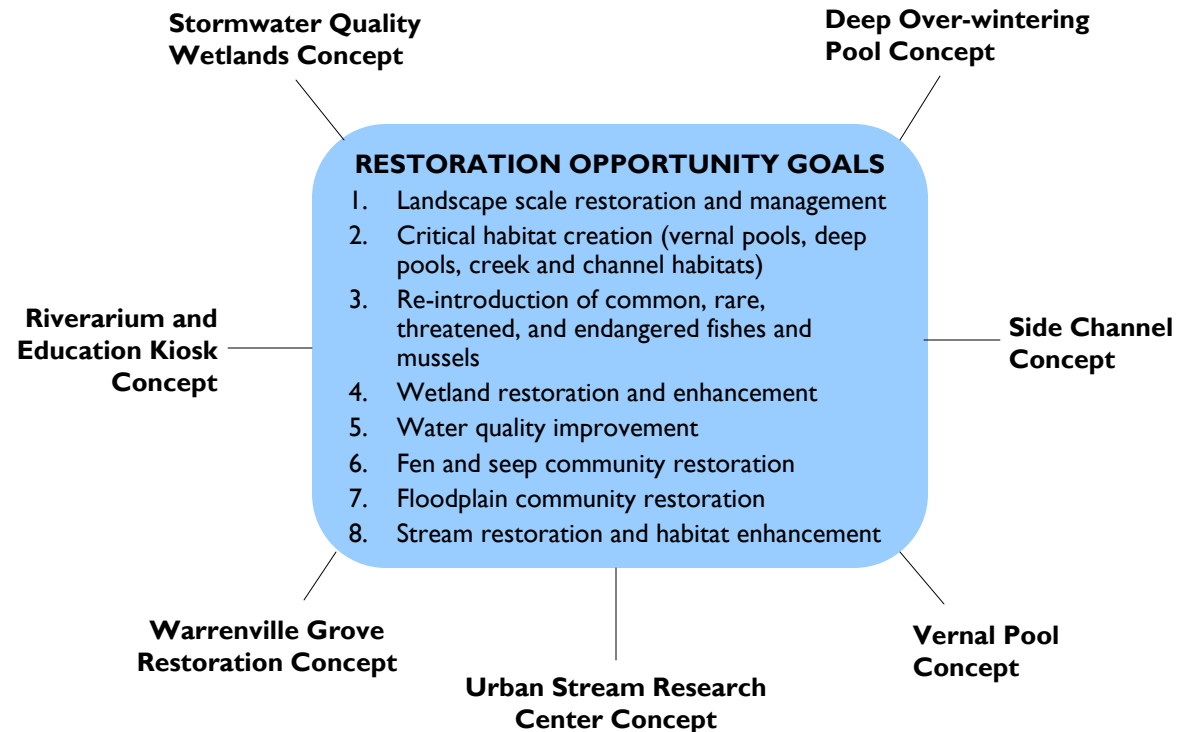 Stormwater Quality
Wetlands Concept
Deep Over-wintering
Pool Concept
RESTORATION OPPORTUNITY GOALS
1. Landscape scale restoration and management
2. Critical habitat creation (vernal pools, deep
pools, creek and channel habitats)
3. Re-introduction of common, rare,
threatened, and endangered fishes and
mussels
4. Wetland restoration and enhancement
5. Water quality improvement
6. Fen and seep community restoration
7. Floodplain community restoration
8. Stream restoration and habitat enhancement
Riverarium and
Education Kiosk
Concept
Side Channel
Concept
Warrenville Grove
Restoration Concept
Urban Stream Research
Center Concept
Vernal Pool
Concept